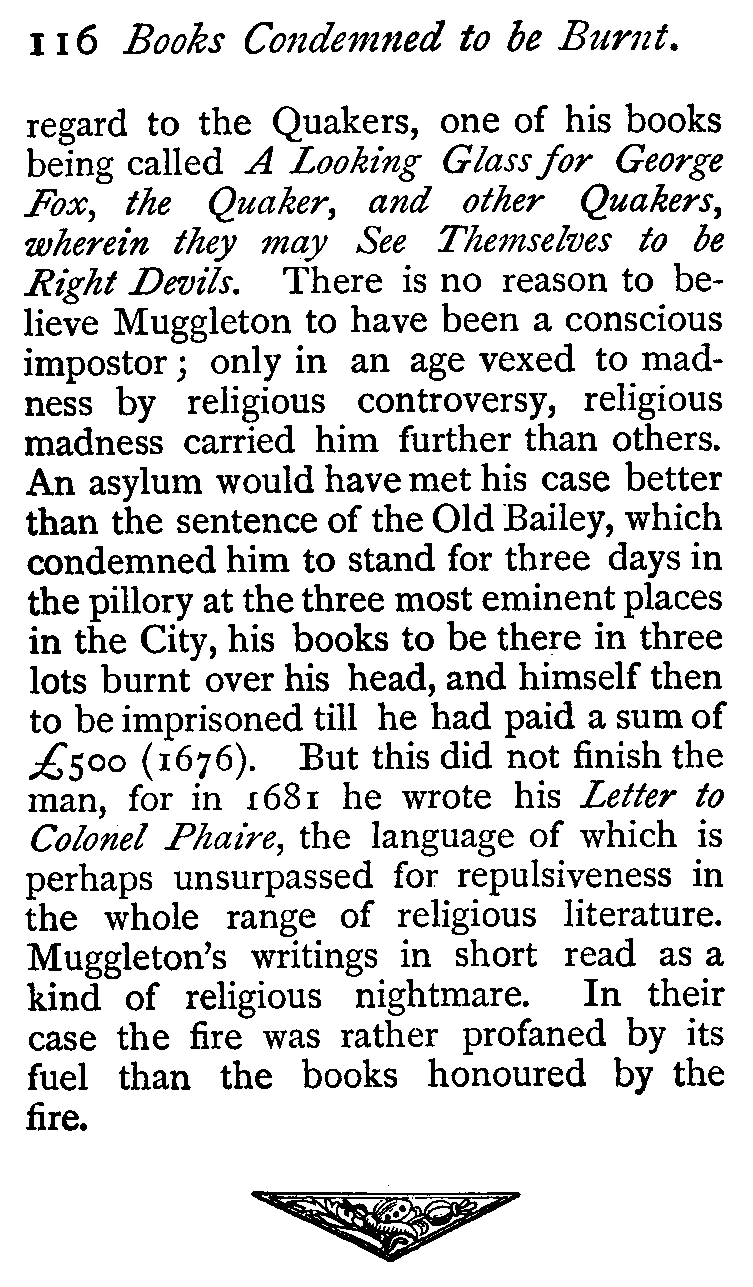 116 Books Condemned to be Burnt.
regard to the Quakers, one of his books
being called A Looking Glass for George
Fox, the Quaker, and other Quakers,
wherein they may See Themselves to be
Right Devils. There is no reason to be-
lieve Muggleton to have been a conscious
impostor; only in an age vexed to mad-
ness by religious controversy, religious
madness carried him further than others.
An asylum would have met his case better
than the sentence of the Old Bailey, which
condemned him to stand for three days in
the pillory at the three most eminent places
in the City, his books to be there in three
lots burnt over his head, and himself then
to be imprisoned till he had paid a sum of
£500 (1676). But this did not finish the
man, for in 1681 he wrote his Letter to
Colonel Phaire, the language of which is
perhaps unsurpassed for repulsiveness in
the whole range of religious literature.
Muggleton's writings in short read as a
kind of religious nightmare. In their
case the fire was rather profaned by its
fuel than the books honoured by the
fire.